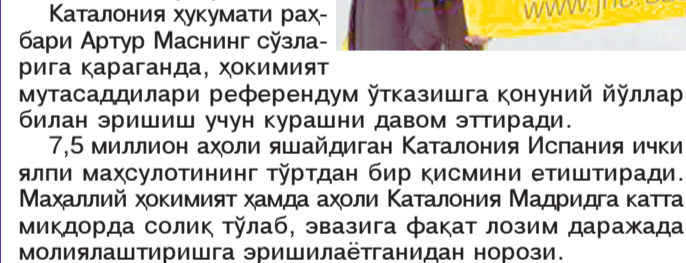 www.jnc.
Каталония ҳукумати раҳ-
бари Артур Маснинг сўзла-
рига қараганда, ҳокимият
мутасаддилари референдум ўтказишга қонуний йўллар
билан эришиш учун курашни давом эттиради.
7,5 миллион аҳоли яшайдиган Каталония Испания ички
ялпи маҳсулотининг тўртдан бир қисмини етиштиради.
Маҳаллий ҳокимият ҳамда аҳоли Каталония Мадридга катта
миқдорда солиқ тўлаб, эвазига фақат лозим даражада
молиялаштиришга эришилаётганидан норози.